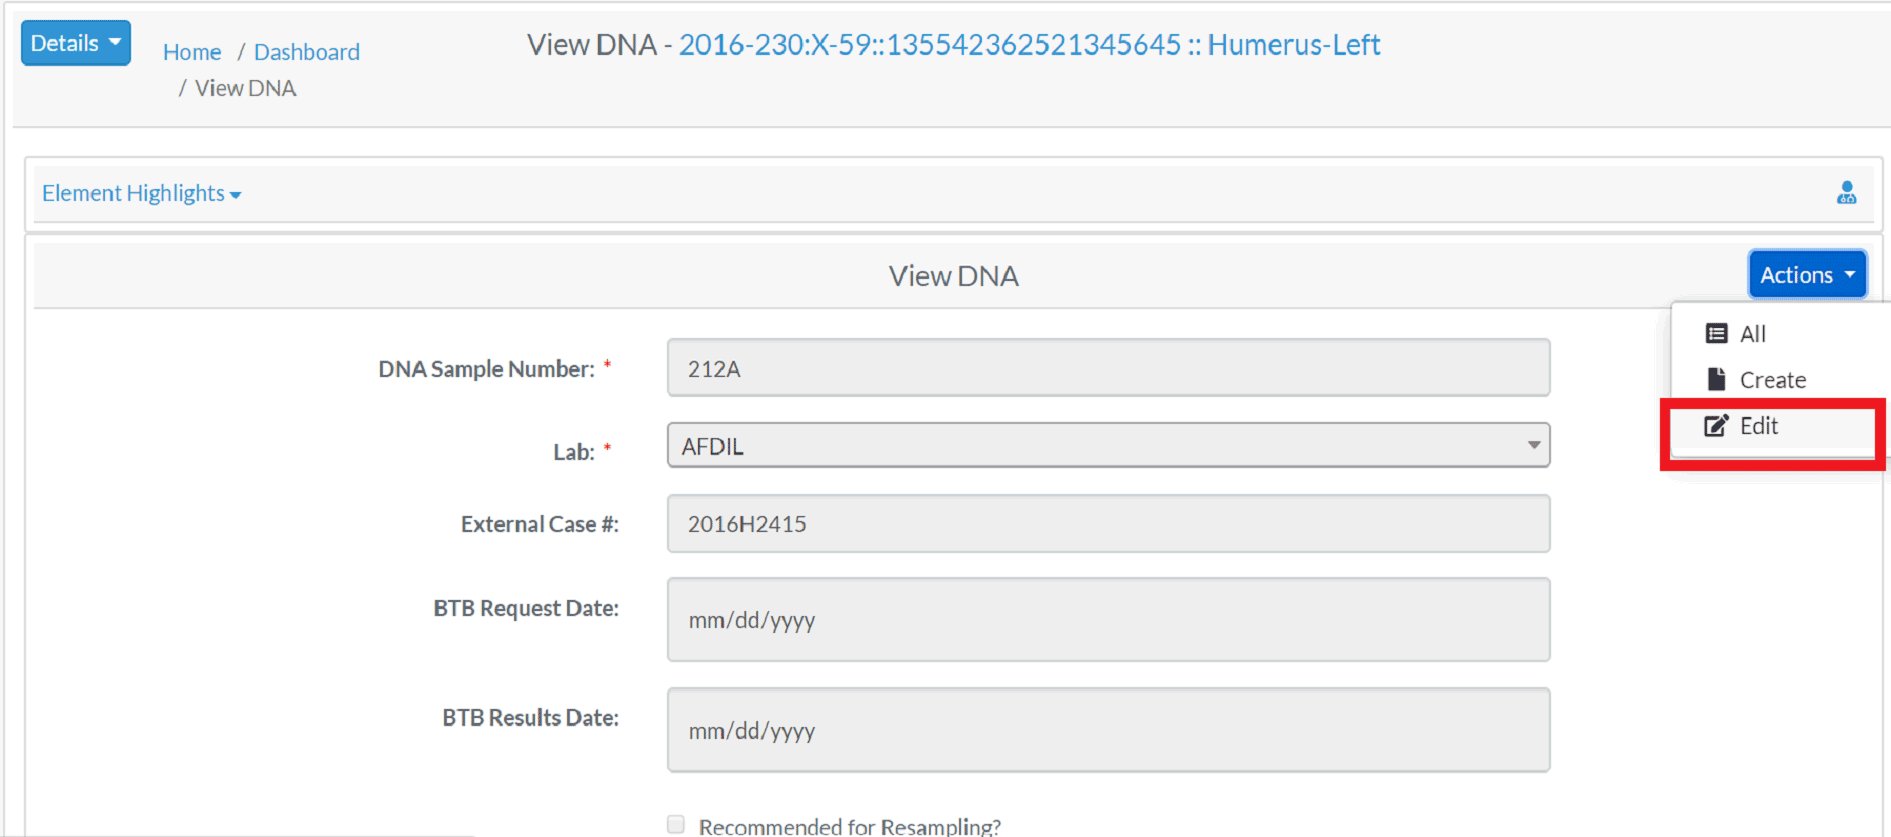 Details
Home / Dashboard
/ View DNA
View DNA - 2016-230:X-59::135542362521345645 :: Humerus-Left
Element Highlights
View DNA
Actions
All
Create
Edit
DNA Sample Number: *
212A
Lab: *
AFDIL
External Case #:
2016H2415
BTB Request Date:
mm/dd/yyyy
BTB Results Date:
mm/dd/yyyy
Recommended for Resampling?